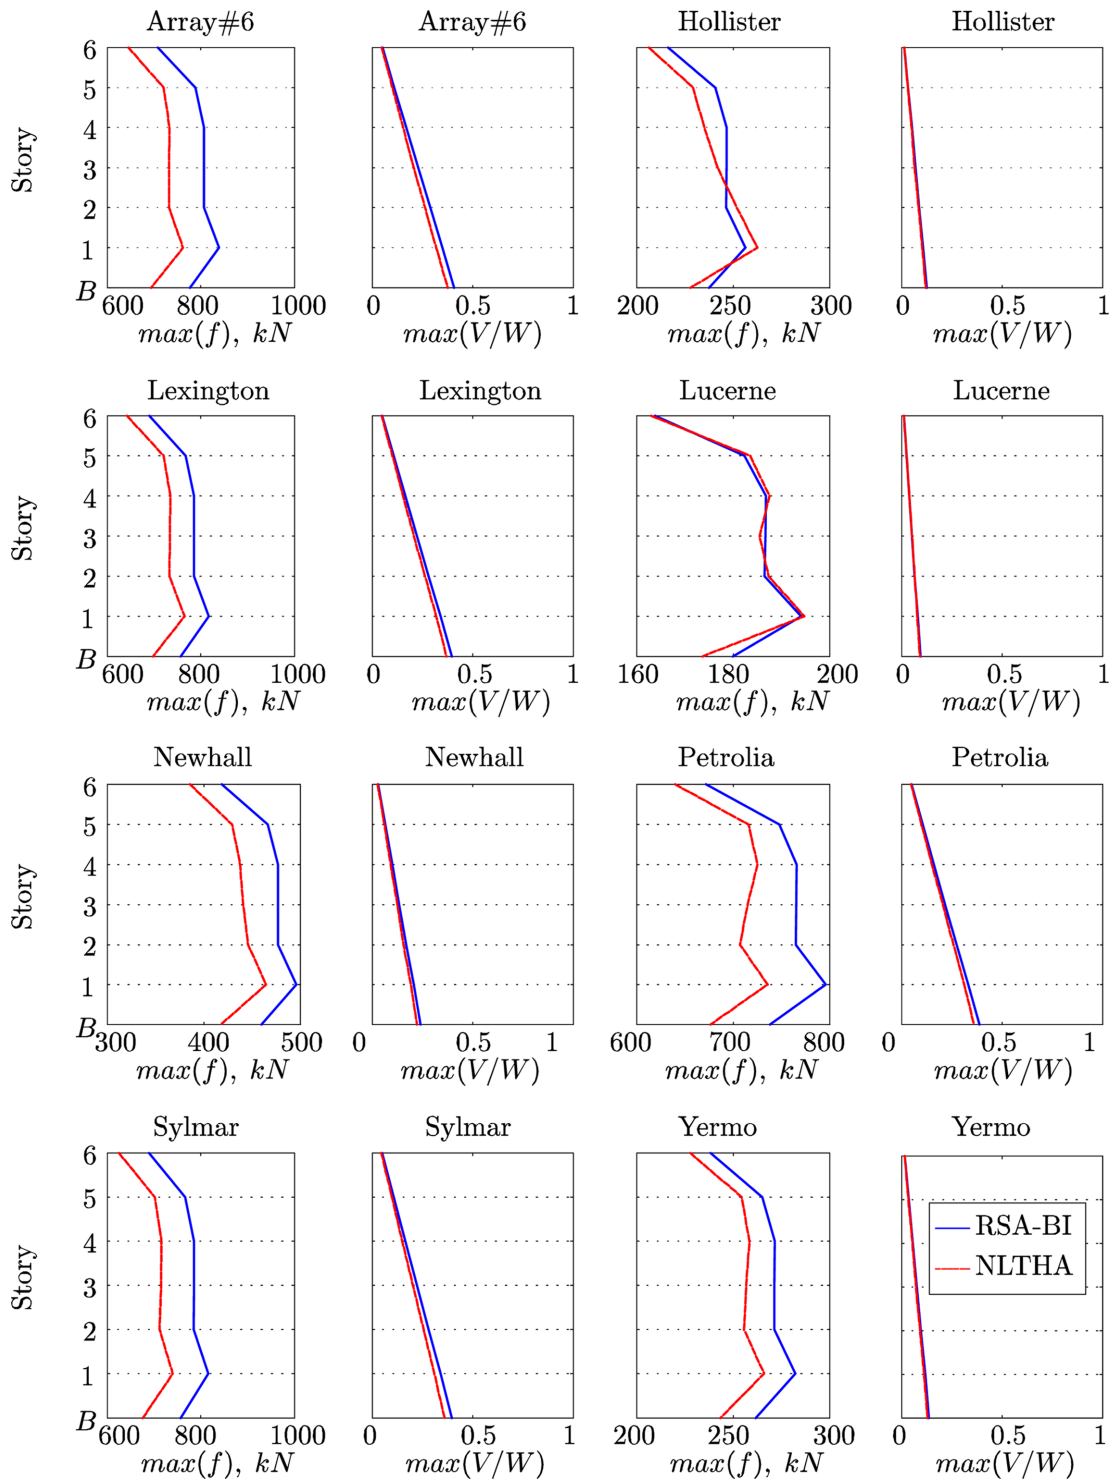 Array#6 Array#6 Hollister Hollister
6
5
4
3
2
1
B
Story
600 800 1000 0 0.5 1 200 250 300 0 0.5 1
max(f), kN max(V/W) max(f), kN max(V/W)
Lexington Lexington Lucerne Lucerne
6
5
4
3
2
1
B
Story
600 800 1000 0 0.5 1 160 180 200 0 0.5 1
max(f), kN max(V/W) max(f), kN max(V/W)
Newhall Newhall Petrolia Petrolia
6
5
4
3
2
1
B
Story
300 400 500 0 0.5 1 600 700 800 0 0.5 1
max(f), kN max(V/W) max(f), kN max(V/W)
Sylmar Sylmar Yermo Yermo
6
5
4
3
2
1
B
Story
RSA-BI
NLTHA
600 800 1000 0 0.5 1 200 250 300 0 0.5 1
max(f), kN max(V/W) max(f), kN max(V/W)